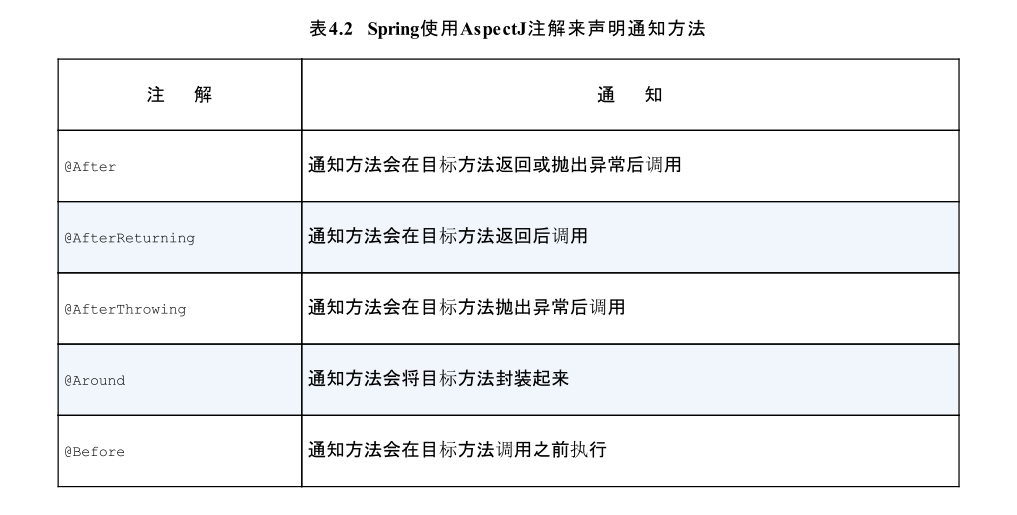 表4.2 Spring使用AspectJ注解来声明通知方法
注 解 通 知
@After 通知方法会在目标方法返回或抛出异常后调用
@AfterReturning 通知方法会在目标方法返回后调用
@AfterThrowing 通知方法会在目标方法抛出异常后调用
@Around 通知方法会将目标方法封装起来
@Before 通知方法会在目标方法调用之前执行